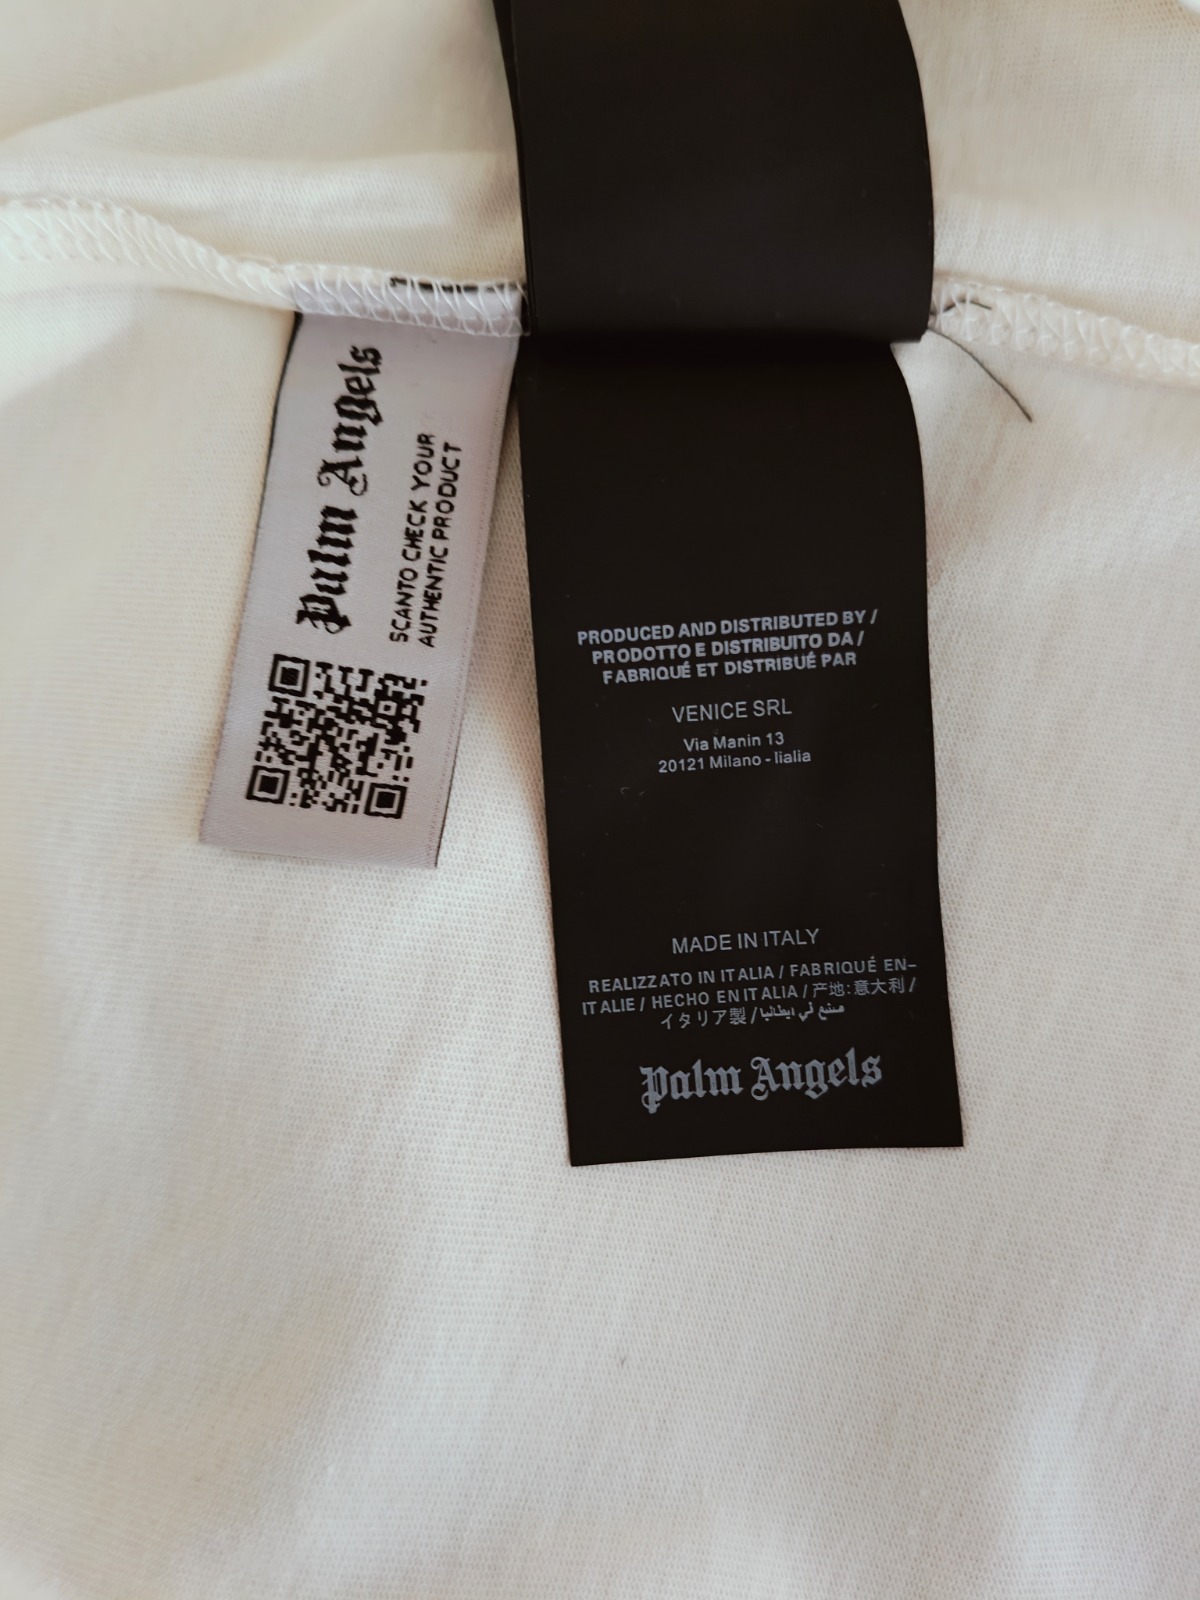 Palm Angels
SCANTO CHECK YOUR
AUTHENTIC PRODUCT
PRODUCED AND DISTRIBUTED BY /
PRODOTTO E DISTRIBUITO DA /
FABRIQUÉ ET DISTRIBUÉ PAR
VENICE SRL
Via Manin 13
20121 Milano - lialia
MADE IN ITALY
REALIZZATO IN ITALIA / FABRIQUÉ EN-
ITALIE / HECHO EN ITALIA / 产地:意大利 /
イタリア製 / صنع في ايطاليا
Palm Angels